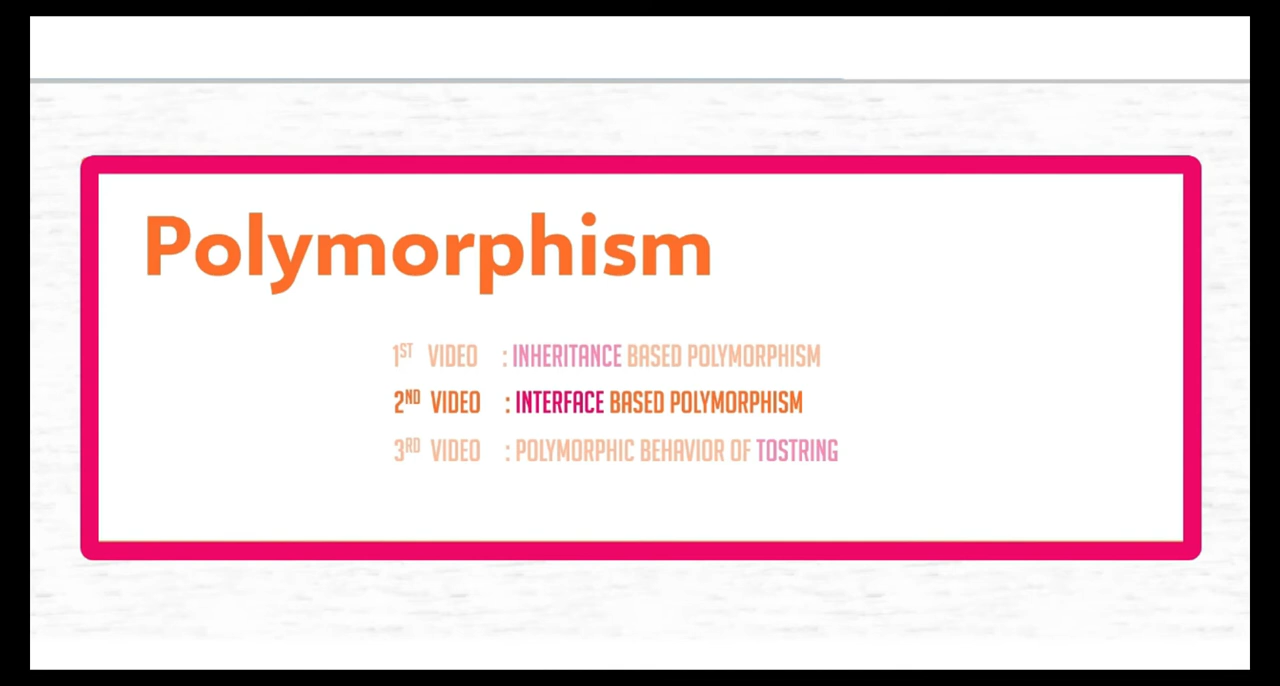 Polymorphism
1ST VIDEO : INHERITANCE BASED POLYMORPHISM
2ND VIDEO : INTERFACE BASED POLYMORPHISM
3RD VIDEO : POLYMORPHIC BEHAVIOR OF TOSTRING